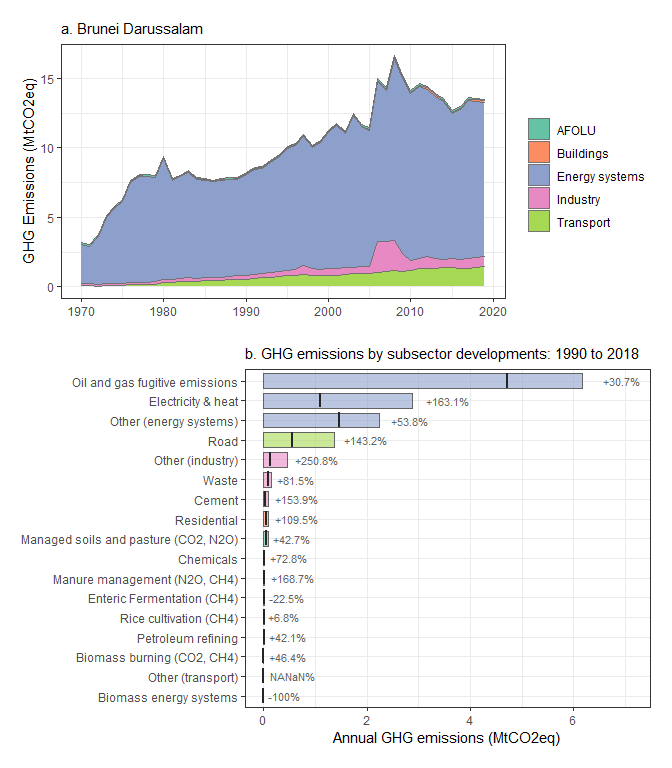 a. Brunei Darussalam
GHG Emissions (MtCO2eq)
15
10
5
0
1970
1980
1990
2000
2010
2020
AFOLU
Buildings
Energy systems
Industry
Transport
b. GHG emissions by subsector developments: 1990 to 2018
Oil and gas fugitive emissions +30.7%
Electricity & heat +163.1%
Other (energy systems) +53.8%
Road +143.2%
Other (industry) +250.8%
Waste +81.5%
Cement +153.9%
Residential +109.5%
Managed soils and pasture (CO2, N2O) +42.7%
Chemicals +72.8%
Manure management (N2O, CH4) +168.7%
Enteric Fermentation (CH4) -22.5%
Rice cultivation (CH4) +6.8%
Petroleum refining +42.1%
Biomass burning (CO2, CH4) +46.4%
Other (transport) NANaN%
Biomass energy systems -100%
0 2 4 6
Annual GHG emissions (MtCO2eq)